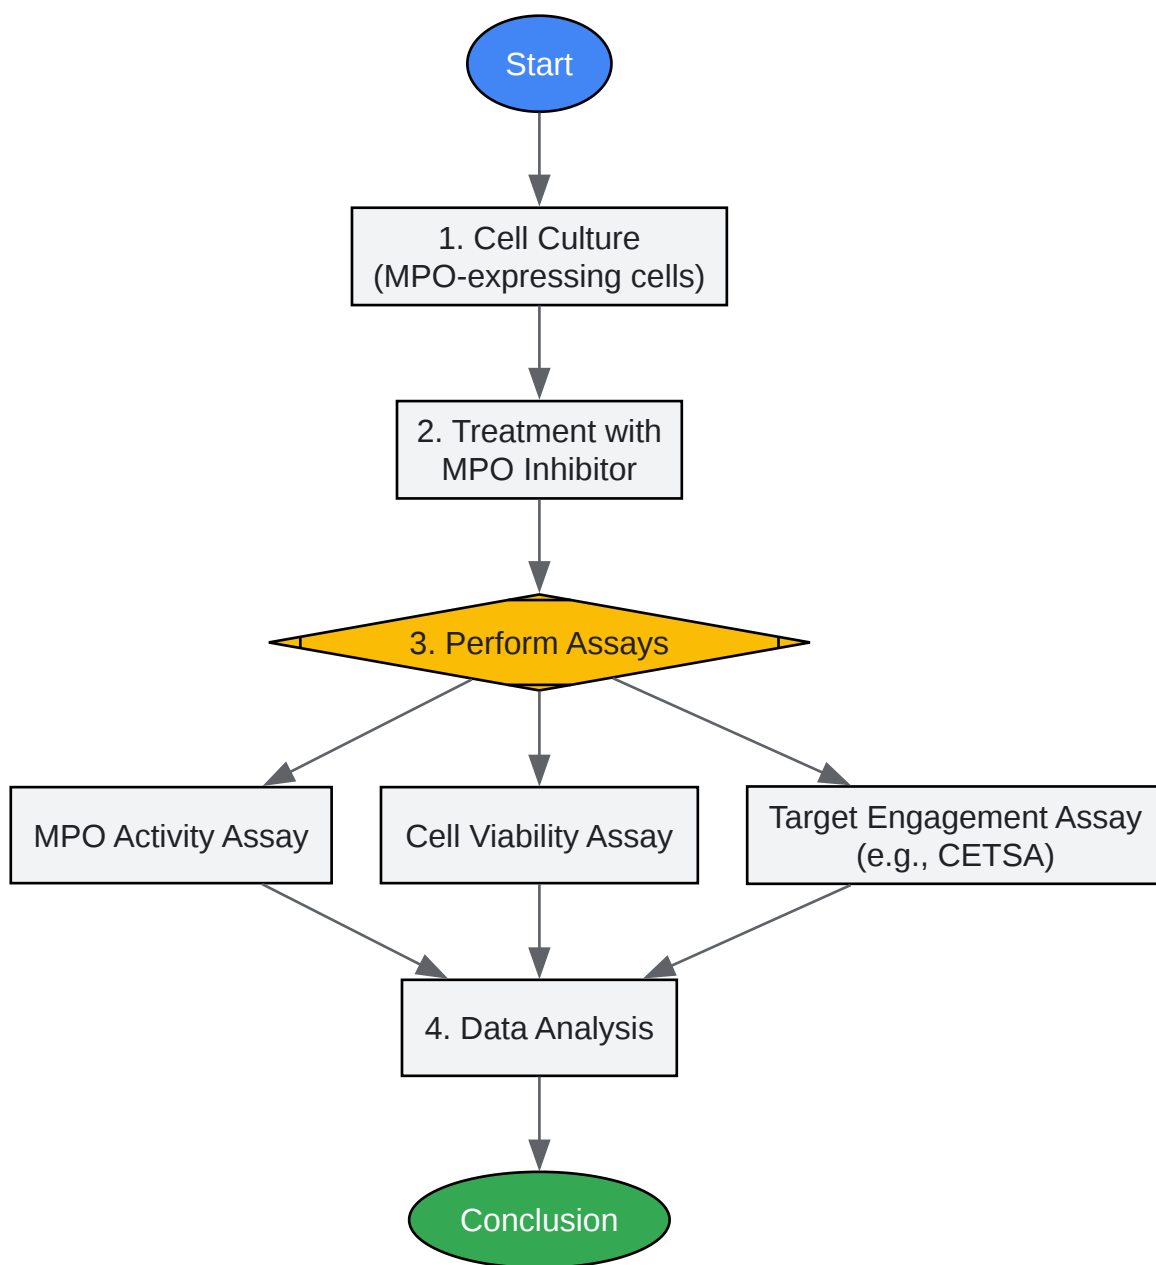 Start
1. Cell Culture
(MPO-expressing cells)
2. Treatment with
MPO Inhibitor
3. Perform Assays
MPO Activity Assay
Cell Viability Assay
Target Engagement Assay
(e.g., CETSA)
4. Data Analysis
Conclusion